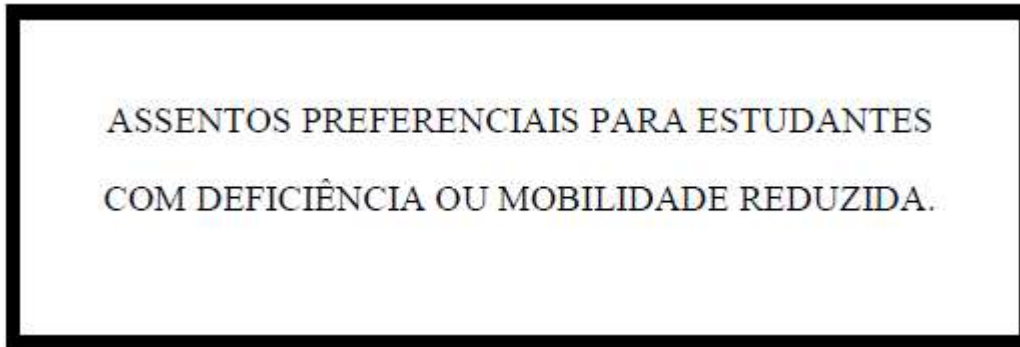 ASSENTOS PREFERENCIAIS PARA ESTUDANTES
COM DEFICIÊNCIA OU MOBILIDADE REDUZIDA.